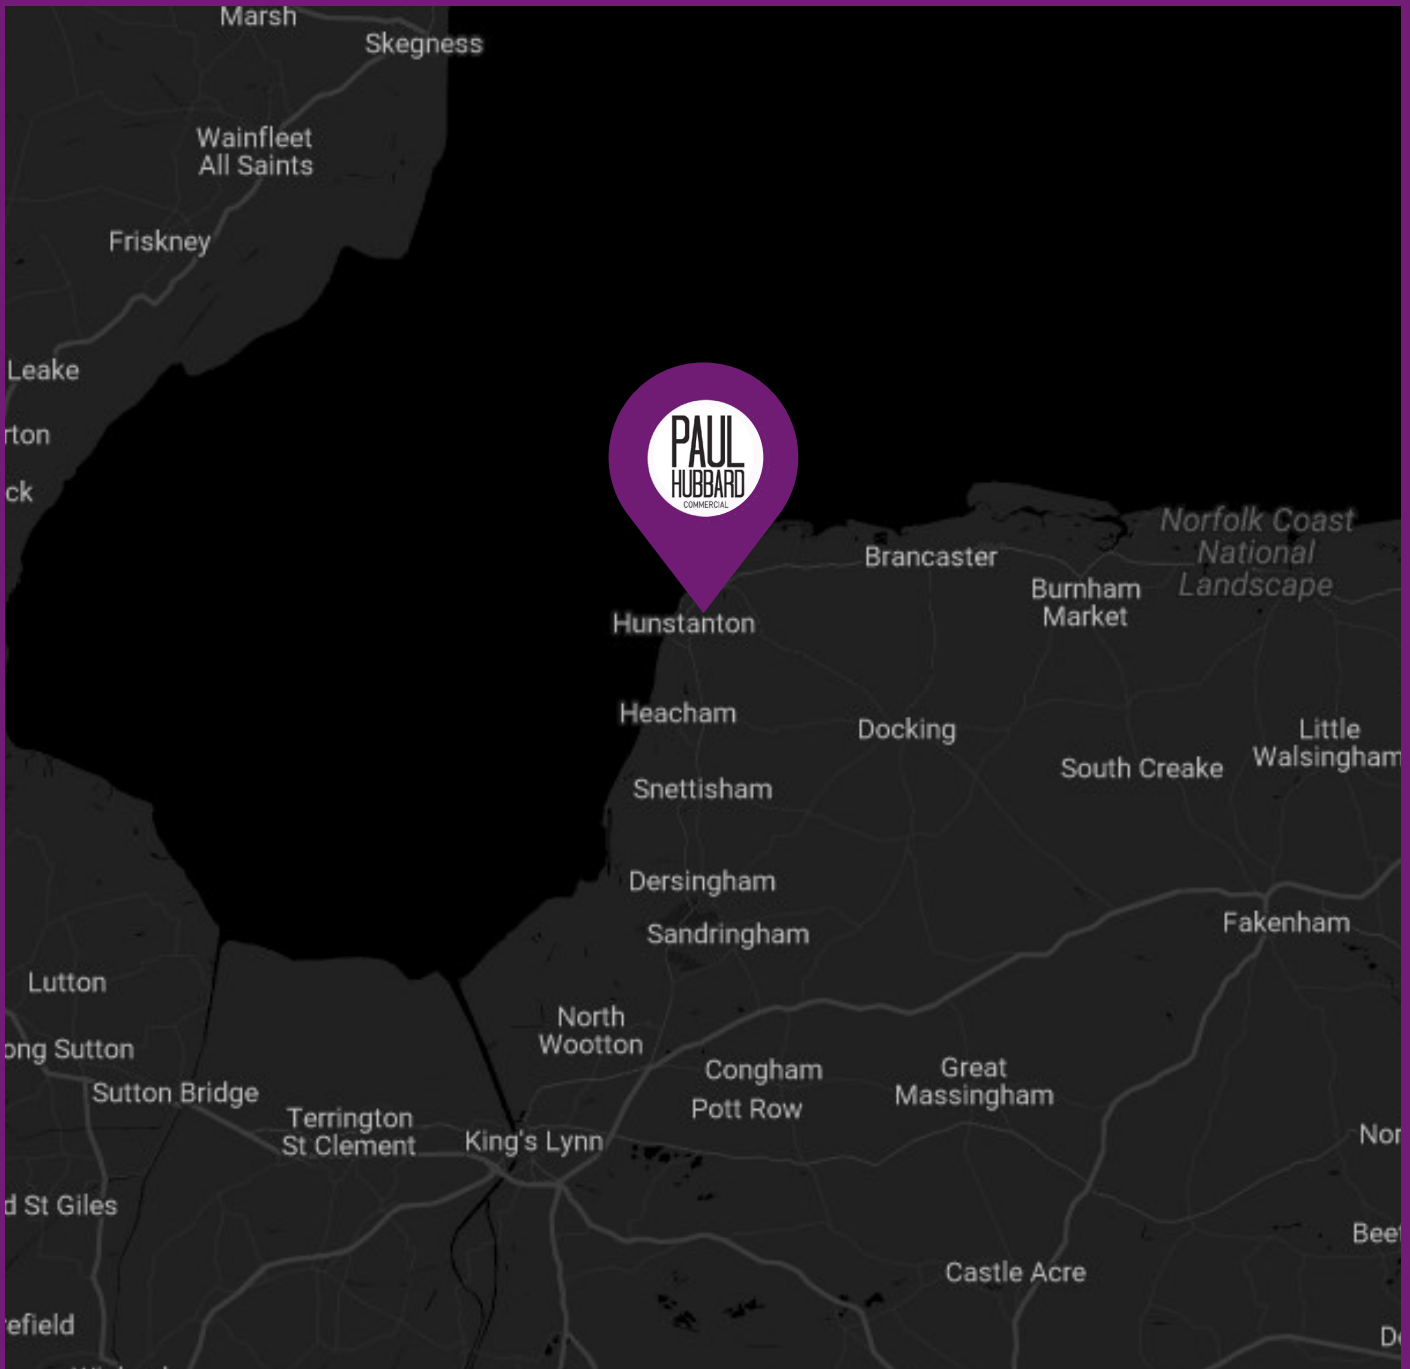 Marsh
Skegness
Wainfleet
All Saints
Friskney
Leake
rton
ck
PAUL
HUBBARD
COMMERCIAL
Norfolk Coast
National
Landscape
Brancaster
Burnham
Market
Hunstanton
Heacham
Docking
Little
Walsingham
South Creake
Snettisham
Dersingham
Sandringham
Fakenham
Lutton
North
Wootton
ong Sutton
Congham
Great
Massingham
Sutton Bridge
Pott Row
Terrington
St Clement
King's Lynn
Nor
d St Giles
Beet
Castle Acre
efield